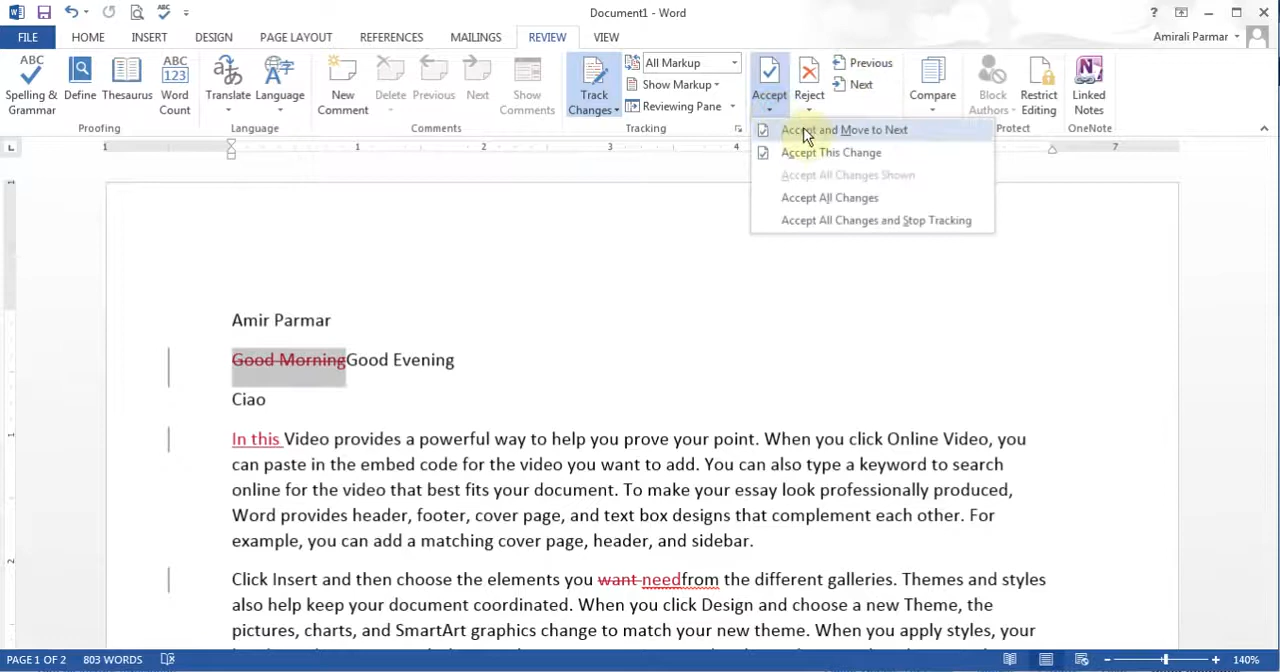 Document1 - Word
Amirali Parmar
FILE HOME INSERT DESIGN PAGE LAYOUT REFERENCES MAILINGS REVIEW VIEW
Spelling & Grammar
Define
Thesaurus
Word Count
Proofing
Translate
Language
Language
New Comment
Delete
Previous
Next
Show Comments
Comments
Track Changes
All Markup
Show Markup
Reviewing Pane
Tracking
Accept
Reject
Previous
Next
Compare
Block Authors
Restrict Editing
Protect
Linked Notes
OneNote
Accept and Move to Next
Accept This Change
Accept All Changes Shown
Accept All Changes
Accept All Changes and Stop Tracking
1 1 2 3 4 7
Amir Parmar
Good MorningGood Evening
Ciao
In this Video provides a powerful way to help you prove your point. When you click Online Video, you
can paste in the embed code for the video you want to add. You can also type a keyword to search
online for the video that best fits your document. To make your essay look professionally produced,
Word provides header, footer, cover page, and text box designs that complement each other. For
example, you can add a matching cover page, header, and sidebar.
Click Insert and then choose the elements you want needfrom the different galleries. Themes and styles
also help keep your document coordinated. When you click Design and choose a new Theme, the
pictures, charts, and SmartArt graphics change to match your new theme. When you apply styles, your
PAGE 1 OF 2 803 WORDS 140%